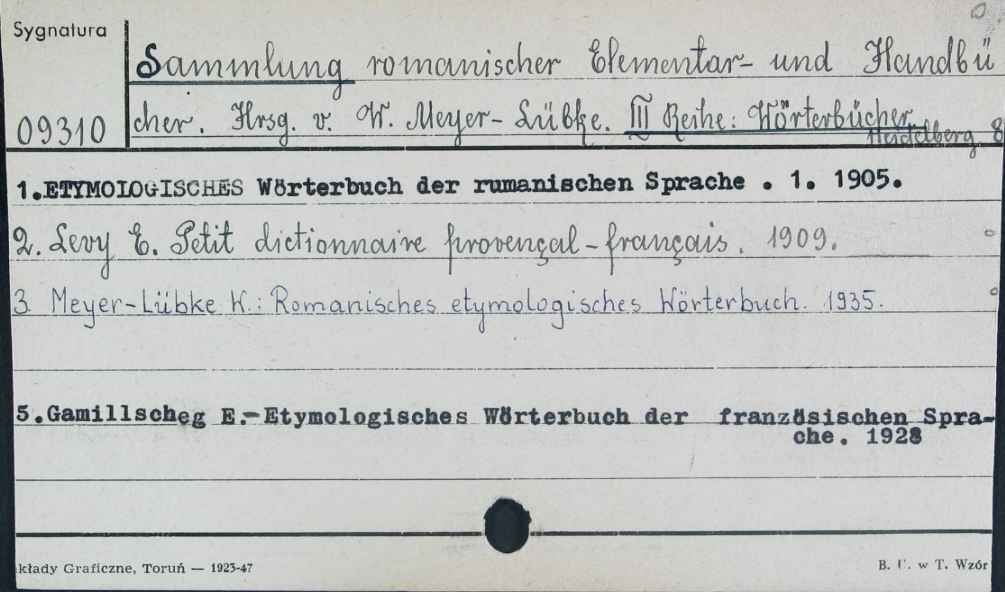 Sygnatura
Sammlung romanischer Elementar- und Handbü
09310
cher. Hrsg. v. W. Meyer-Lübke. III Reihe: Wörterbücher.
Heidelberg 8
1.ETYMOLOGISCHES Wörterbuch der rumanischen Sprache . 1. 1905.
2. Levy E. Petit dictionnaire provençal-français. 1909.
3 Meyer-Lübke W.: Romanisches etymologisches Wörterbuch. 1935.
5.Gamillscheg E.-Etymologisches Wörterbuch der französischen Spra-
che. 1928
kłady Graficzne, Toruń — 1923-47
B. U. w T. Wzór